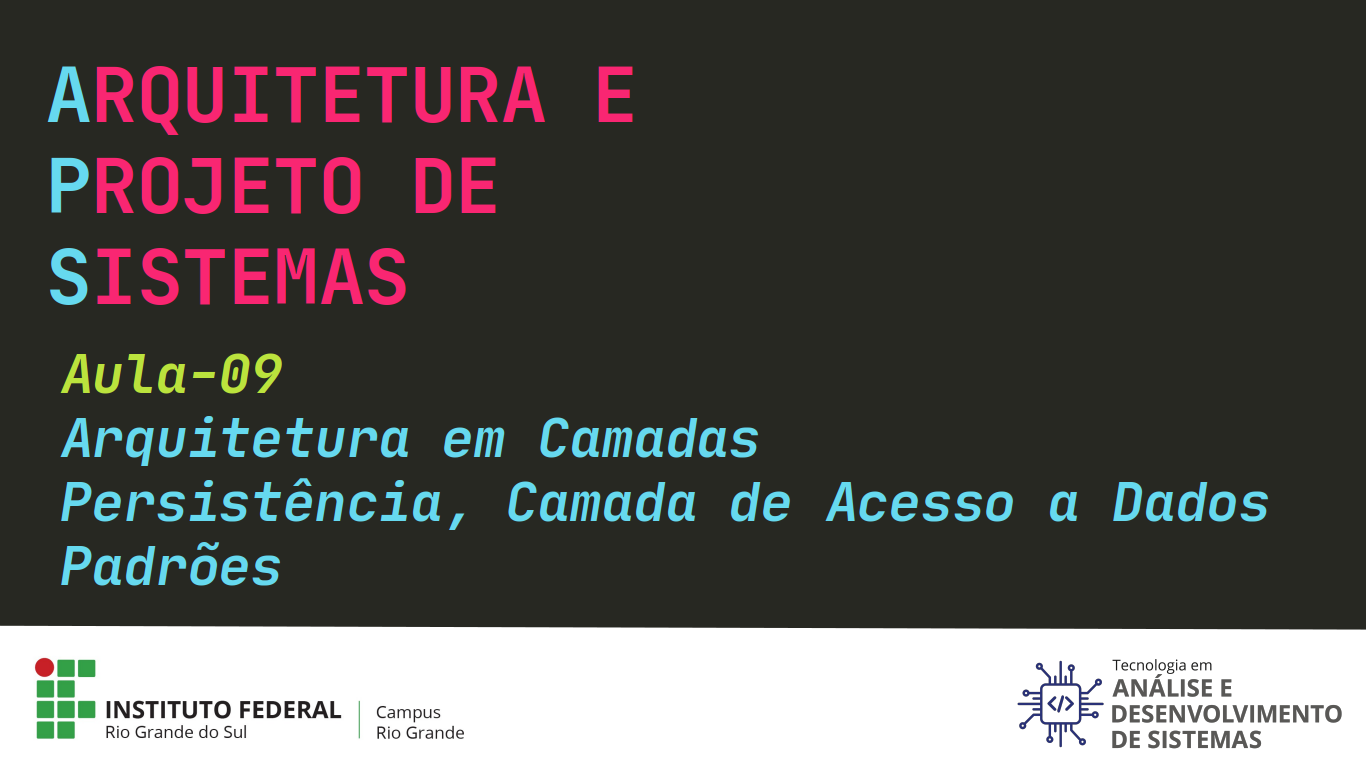 ARQUITETURA E
PROJETO DE
SISTEMAS
Aula-09
Arquitetura em Camadas
Persistência, Camada de Acesso a Dados
Padrões
INSTITUTO FEDERAL
Rio Grande do Sul
Campus
Rio Grande
</>
Tecnologia em
ANÁLISE E
DESENVOLVIMENTO
DE SISTEMAS